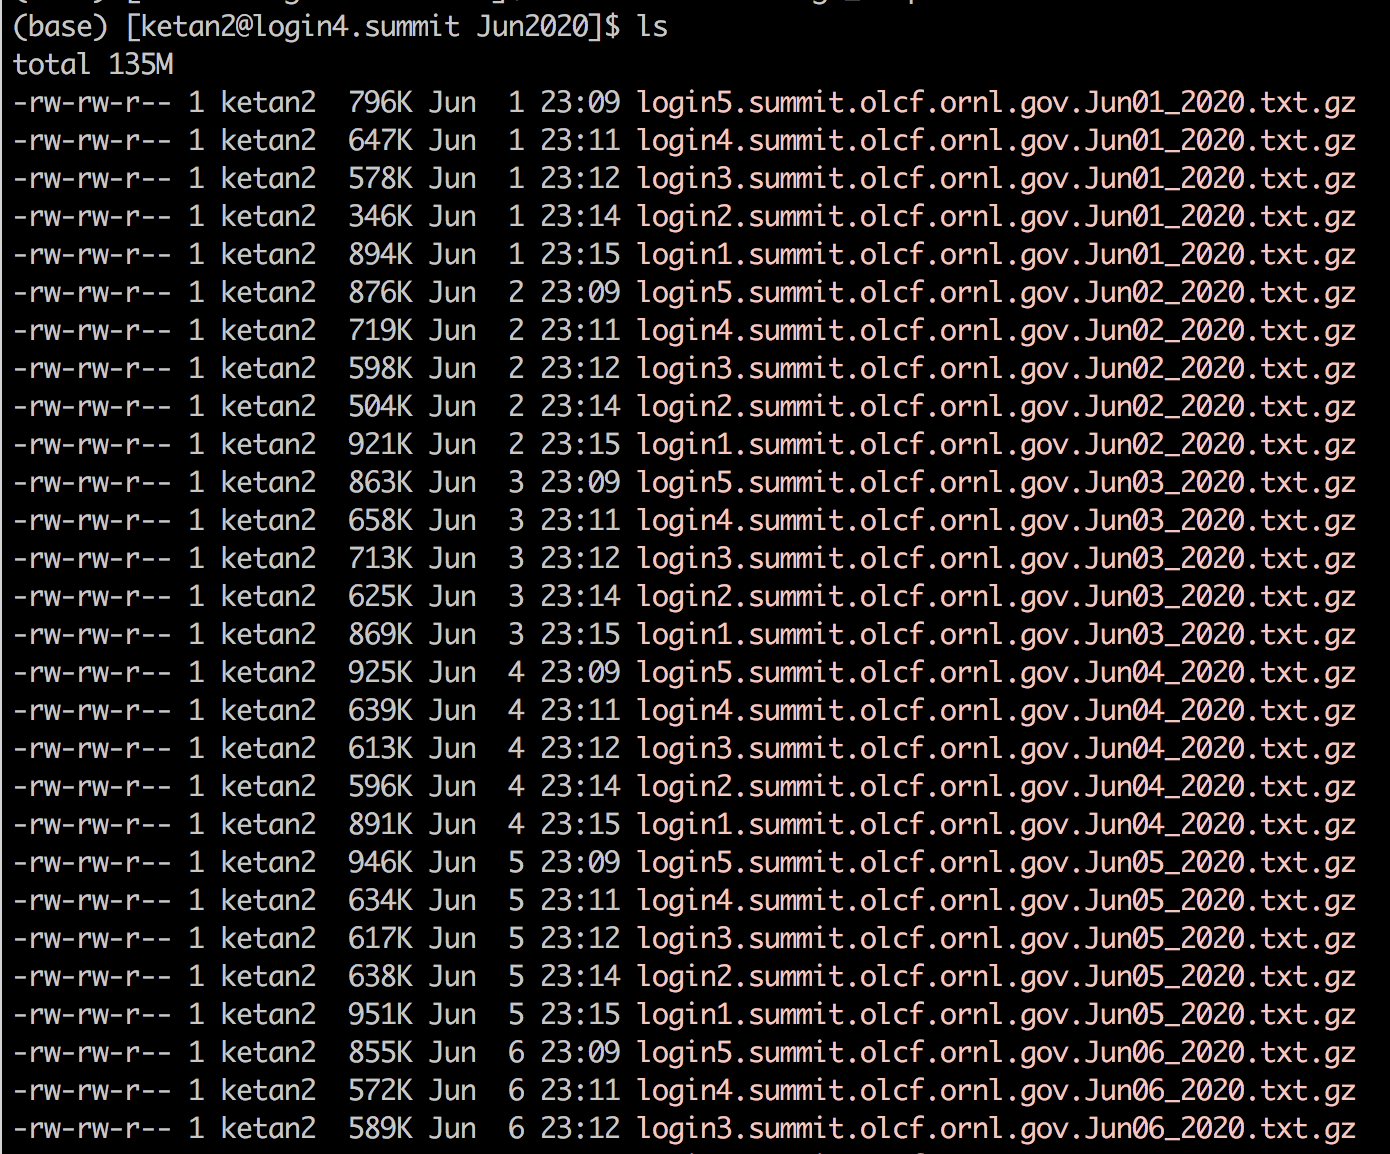 (base) [ketan2@login4.summit Jun2020]$ ls
total 135M
-rw-rw-r-- 1 ketan2  796K Jun  1 23:09 login5.summit.olcf.ornl.gov.Jun01_2020.txt.gz
-rw-rw-r-- 1 ketan2  647K Jun  1 23:11 login4.summit.olcf.ornl.gov.Jun01_2020.txt.gz
-rw-rw-r-- 1 ketan2  578K Jun  1 23:12 login3.summit.olcf.ornl.gov.Jun01_2020.txt.gz
-rw-rw-r-- 1 ketan2  346K Jun  1 23:14 login2.summit.olcf.ornl.gov.Jun01_2020.txt.gz
-rw-rw-r-- 1 ketan2  894K Jun  1 23:15 login1.summit.olcf.ornl.gov.Jun01_2020.txt.gz
-rw-rw-r-- 1 ketan2  876K Jun  2 23:09 login5.summit.olcf.ornl.gov.Jun02_2020.txt.gz
-rw-rw-r-- 1 ketan2  719K Jun  2 23:11 login4.summit.olcf.ornl.gov.Jun02_2020.txt.gz
-rw-rw-r-- 1 ketan2  598K Jun  2 23:12 login3.summit.olcf.ornl.gov.Jun02_2020.txt.gz
-rw-rw-r-- 1 ketan2  504K Jun  2 23:14 login2.summit.olcf.ornl.gov.Jun02_2020.txt.gz
-rw-rw-r-- 1 ketan2  921K Jun  2 23:15 login1.summit.olcf.ornl.gov.Jun02_2020.txt.gz
-rw-rw-r-- 1 ketan2  863K Jun  3 23:09 login5.summit.olcf.ornl.gov.Jun03_2020.txt.gz
-rw-rw-r-- 1 ketan2  658K Jun  3 23:11 login4.summit.olcf.ornl.gov.Jun03_2020.txt.gz
-rw-rw-r-- 1 ketan2  713K Jun  3 23:12 login3.summit.olcf.ornl.gov.Jun03_2020.txt.gz
-rw-rw-r-- 1 ketan2  625K Jun  3 23:14 login2.summit.olcf.ornl.gov.Jun03_2020.txt.gz
-rw-rw-r-- 1 ketan2  869K Jun  3 23:15 login1.summit.olcf.ornl.gov.Jun03_2020.txt.gz
-rw-rw-r-- 1 ketan2  925K Jun  4 23:09 login5.summit.olcf.ornl.gov.Jun04_2020.txt.gz
-rw-rw-r-- 1 ketan2  639K Jun  4 23:11 login4.summit.olcf.ornl.gov.Jun04_2020.txt.gz
-rw-rw-r-- 1 ketan2  613K Jun  4 23:12 login3.summit.olcf.ornl.gov.Jun04_2020.txt.gz
-rw-rw-r-- 1 ketan2  596K Jun  4 23:14 login2.summit.olcf.ornl.gov.Jun04_2020.txt.gz
-rw-rw-r-- 1 ketan2  891K Jun  4 23:15 login1.summit.olcf.ornl.gov.Jun04_2020.txt.gz
-rw-rw-r-- 1 ketan2  946K Jun  5 23:09 login5.summit.olcf.ornl.gov.Jun05_2020.txt.gz
-rw-rw-r-- 1 ketan2  634K Jun  5 23:11 login4.summit.olcf.ornl.gov.Jun05_2020.txt.gz
-rw-rw-r-- 1 ketan2  617K Jun  5 23:12 login3.summit.olcf.ornl.gov.Jun05_2020.txt.gz
-rw-rw-r-- 1 ketan2  638K Jun  5 23:14 login2.summit.olcf.ornl.gov.Jun05_2020.txt.gz
-rw-rw-r-- 1 ketan2  951K Jun  5 23:15 login1.summit.olcf.ornl.gov.Jun05_2020.txt.gz
-rw-rw-r-- 1 ketan2  855K Jun  6 23:09 login5.summit.olcf.ornl.gov.Jun06_2020.txt.gz
-rw-rw-r-- 1 ketan2  572K Jun  6 23:11 login4.summit.olcf.ornl.gov.Jun06_2020.txt.gz
-rw-rw-r-- 1 ketan2  589K Jun  6 23:12 login3.summit.olcf.ornl.gov.Jun06_2020.txt.gz